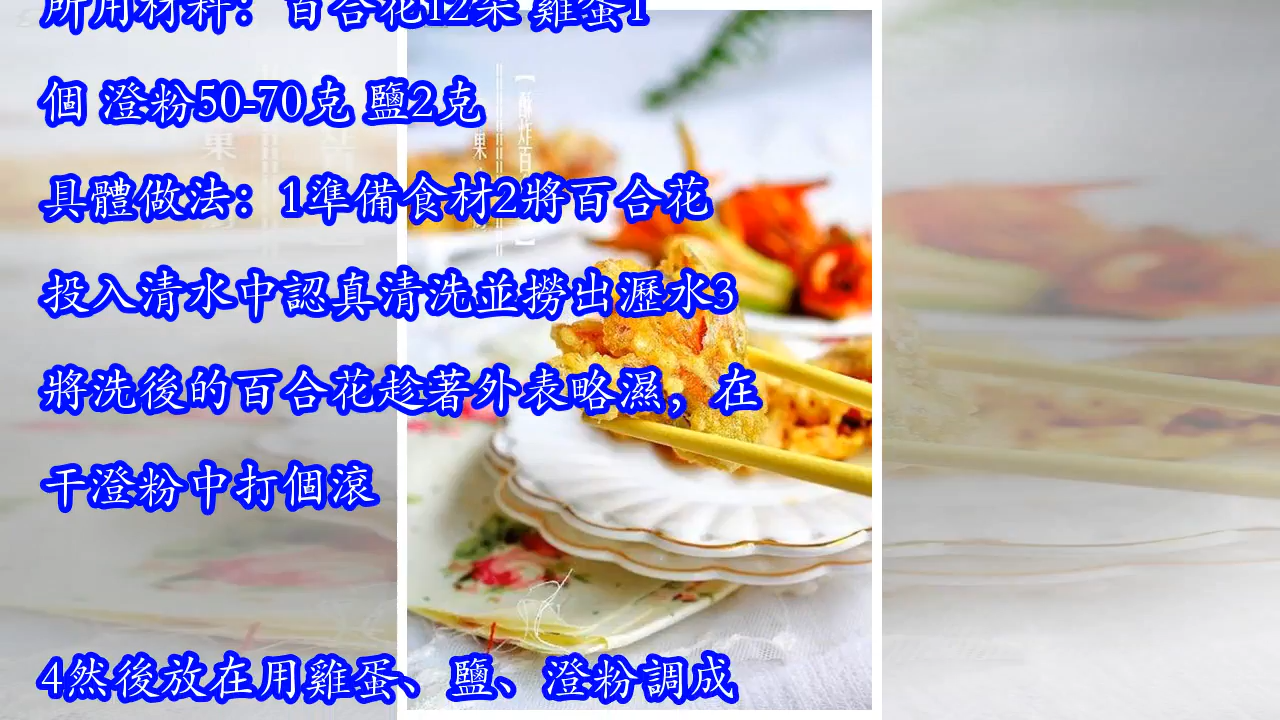 所用材料：百合花12朵 雞蛋1
個 澄粉50-70克 鹽2克
具體做法：1準備食材2將百合花
投入清水中認真清洗並撈出瀝水3
將洗後的百合花趁著外表略濕，在
干澄粉中打個滾
4然後放在用雞蛋、鹽、澄粉調成
【酥炸百
果